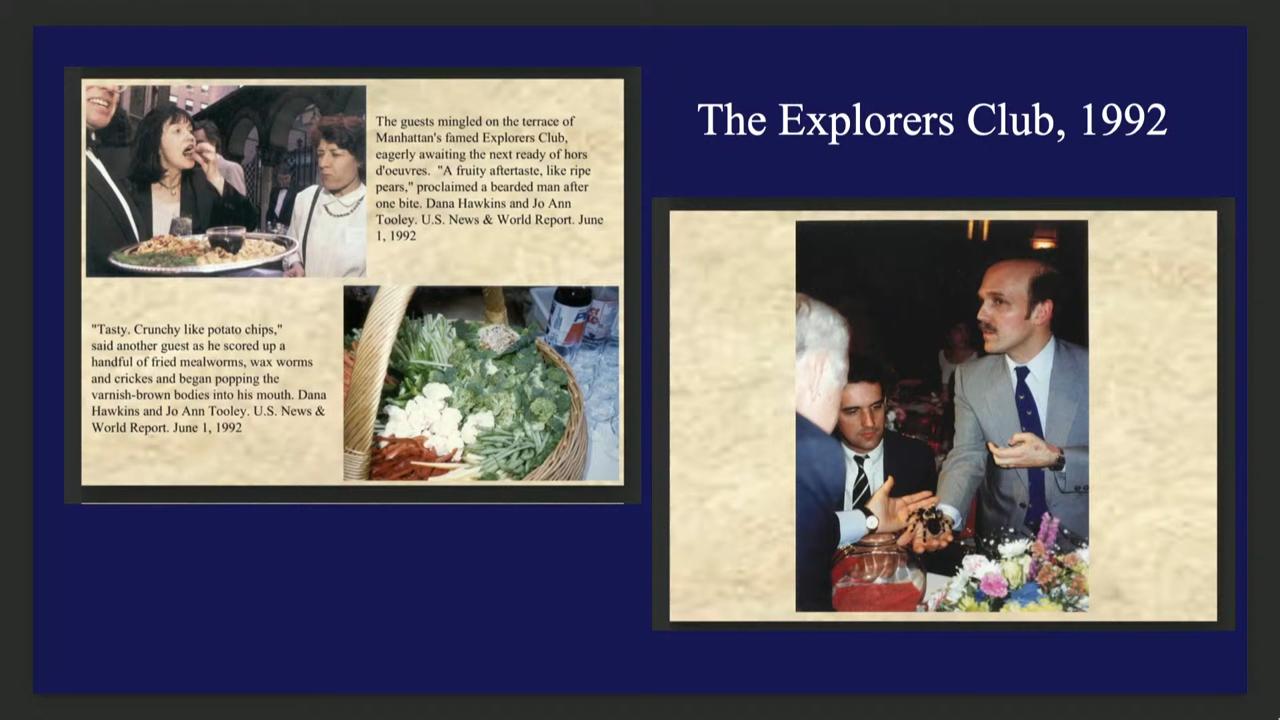 The Explorers Club, 1992
The guests mingled on the terrace of
Manhattan's famed Explorers Club,
eagerly awaiting the next ready of hors
d'oeuvres. "A fruity aftertaste, like ripe
pears," proclaimed a bearded man after
one bite. Dana Hawkins and Jo Ann
Tooley. U.S. News & World Report. June
1, 1992
"Tasty. Crunchy like potato chips,"
said another guest as he scored up a
handful of fried mealworms, wax worms
and crickes and began popping the
varnish-brown bodies into his mouth. Dana
Hawkins and Jo Ann Tooley. U.S. News &
World Report. June 1, 1992